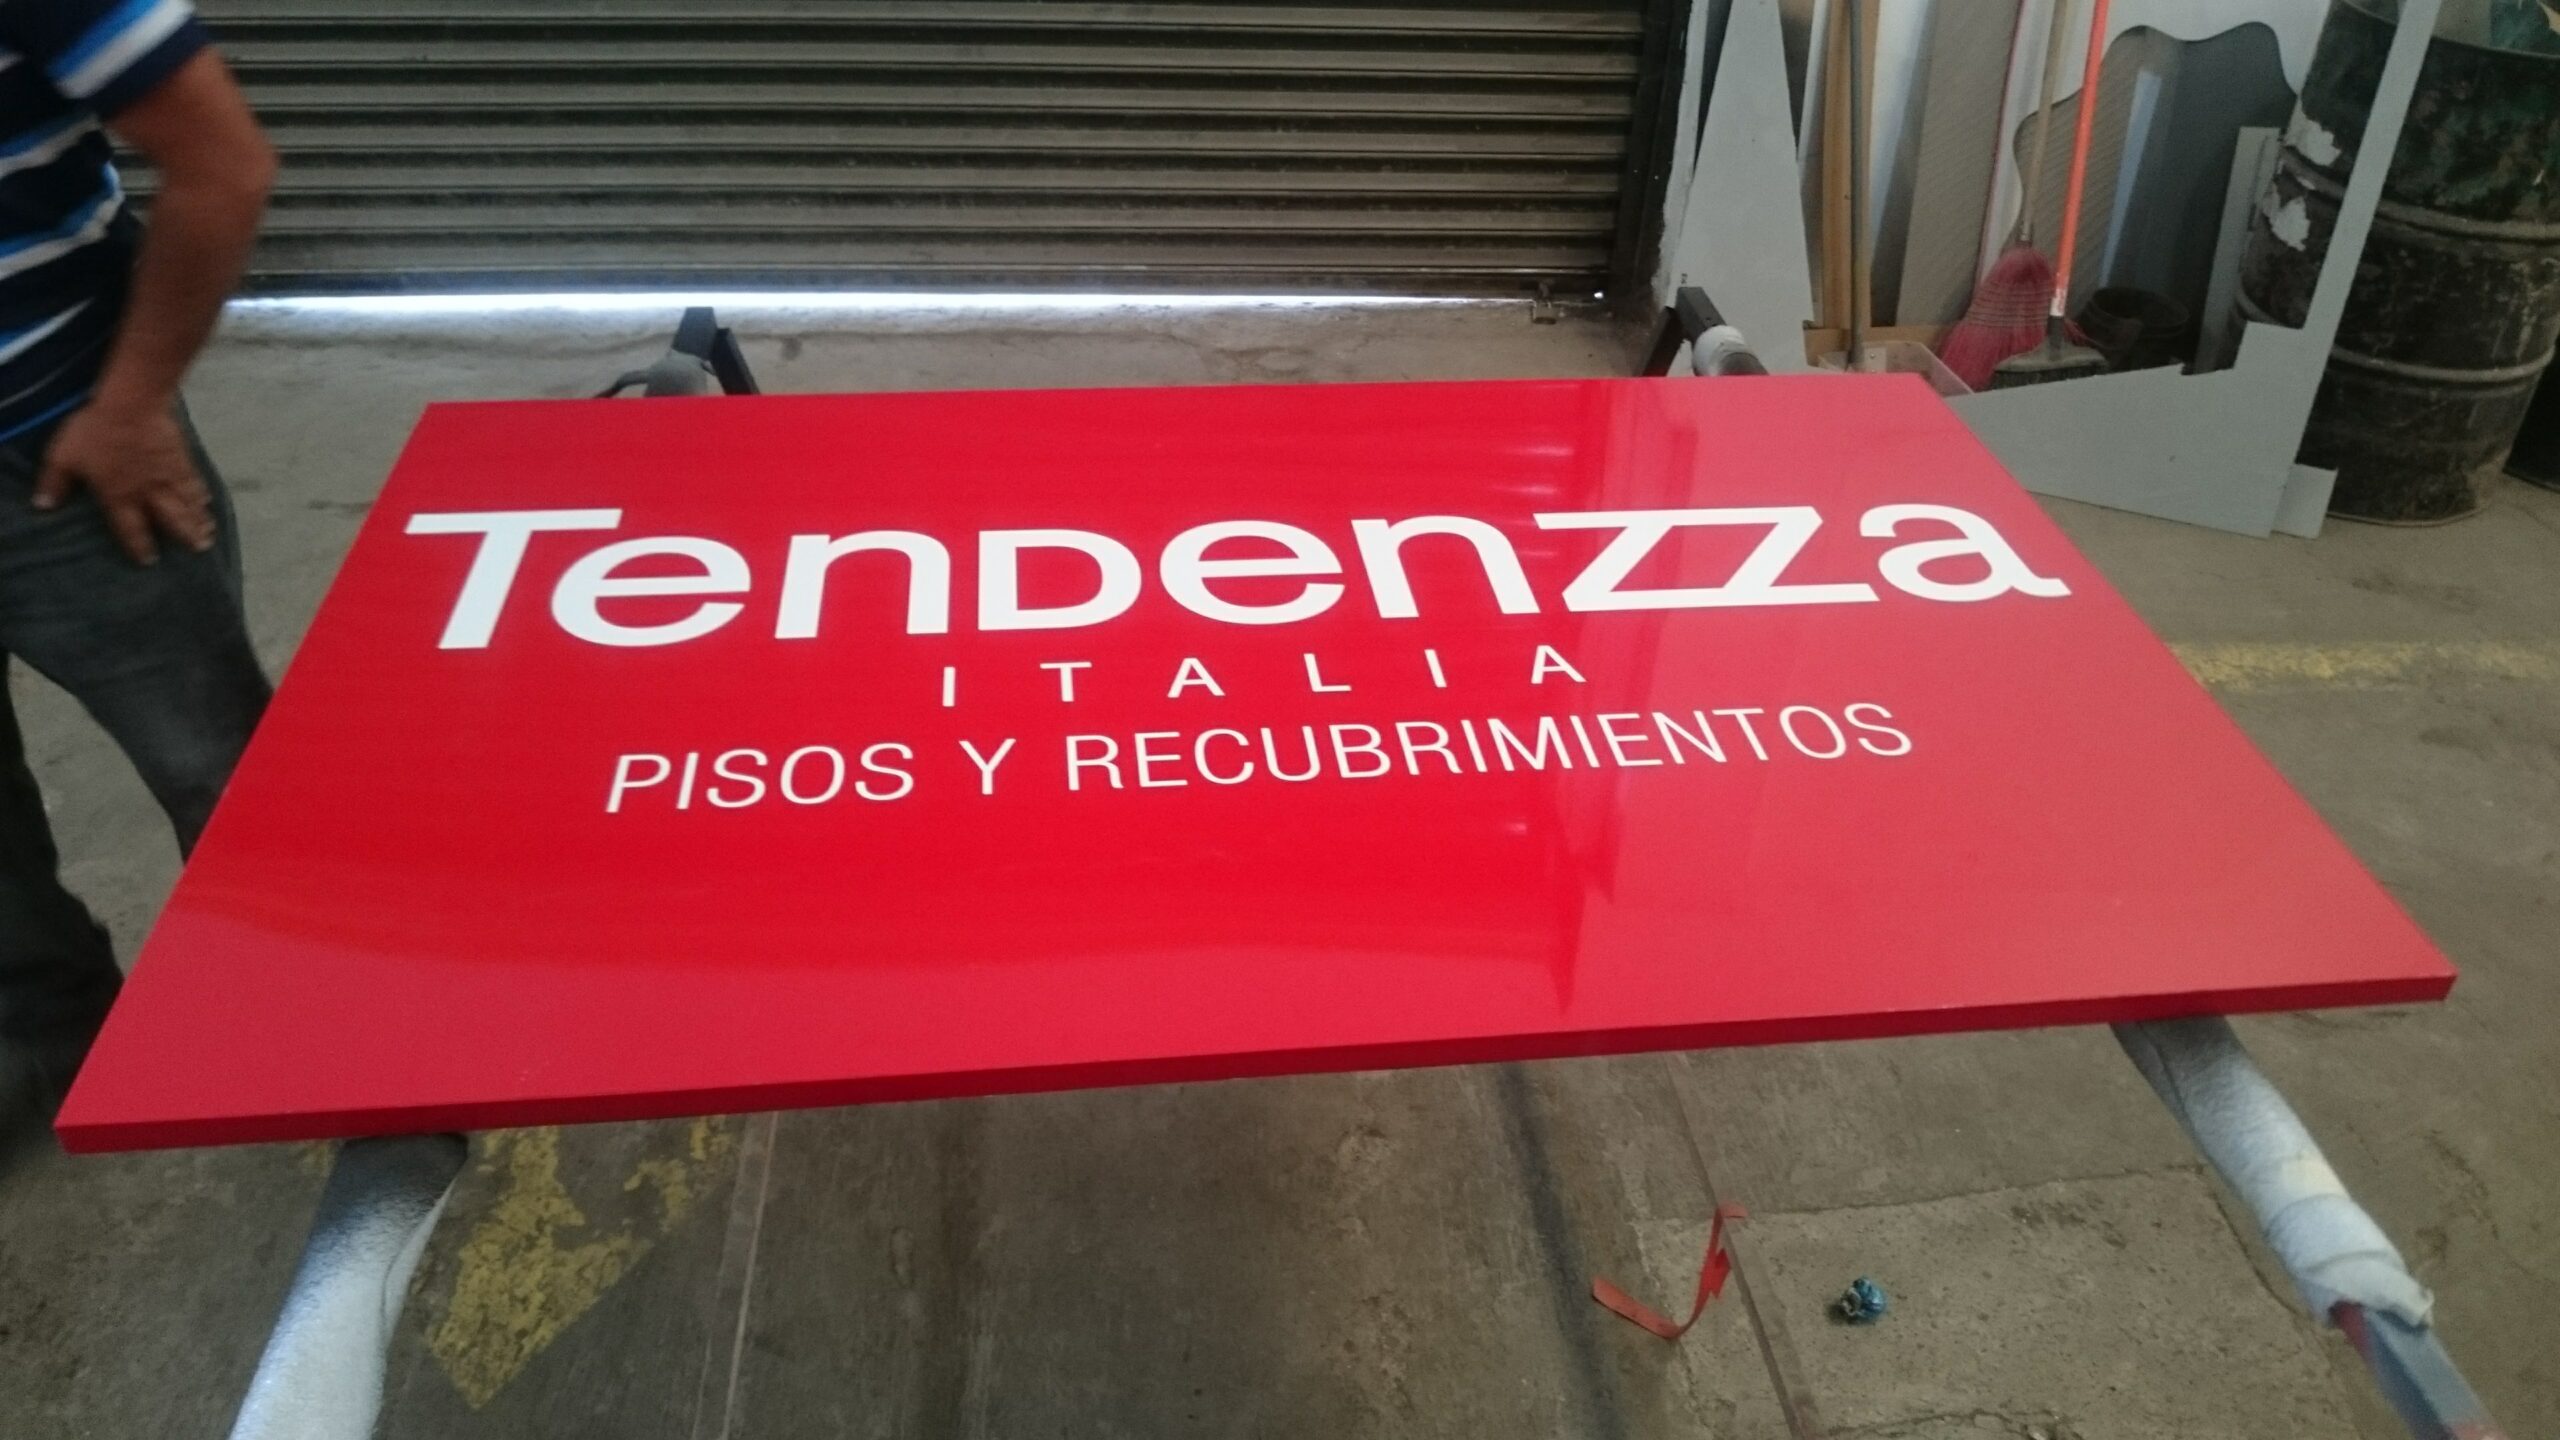 Tendenzza
ITALIA
PISOS Y RECUBRIMIENTOS